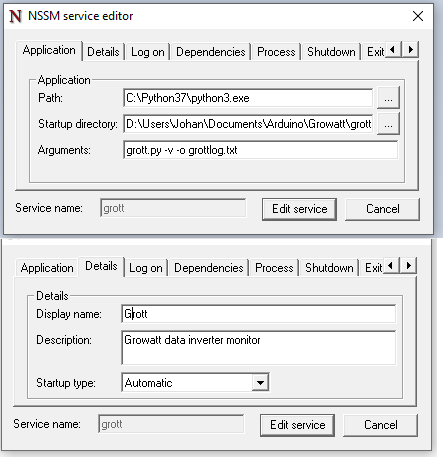 NSSM service editor
Application Details Log on Dependencies Process Shutdown Exit
Application
Path: C:\Python37\python3.exe ...
Startup directory: D:\Users\Johan\Documents\Arduino\Growatt\grott ...
Arguments: grott.py -v -o grottlog.txt
Service name: grott Edit service Cancel
Application Details Log on Dependencies Process Shutdown Exit
Details
Display name: Grott
Description: Growatt data inverter monitor
Startup type: Automatic
Service name: grott Edit service Cancel